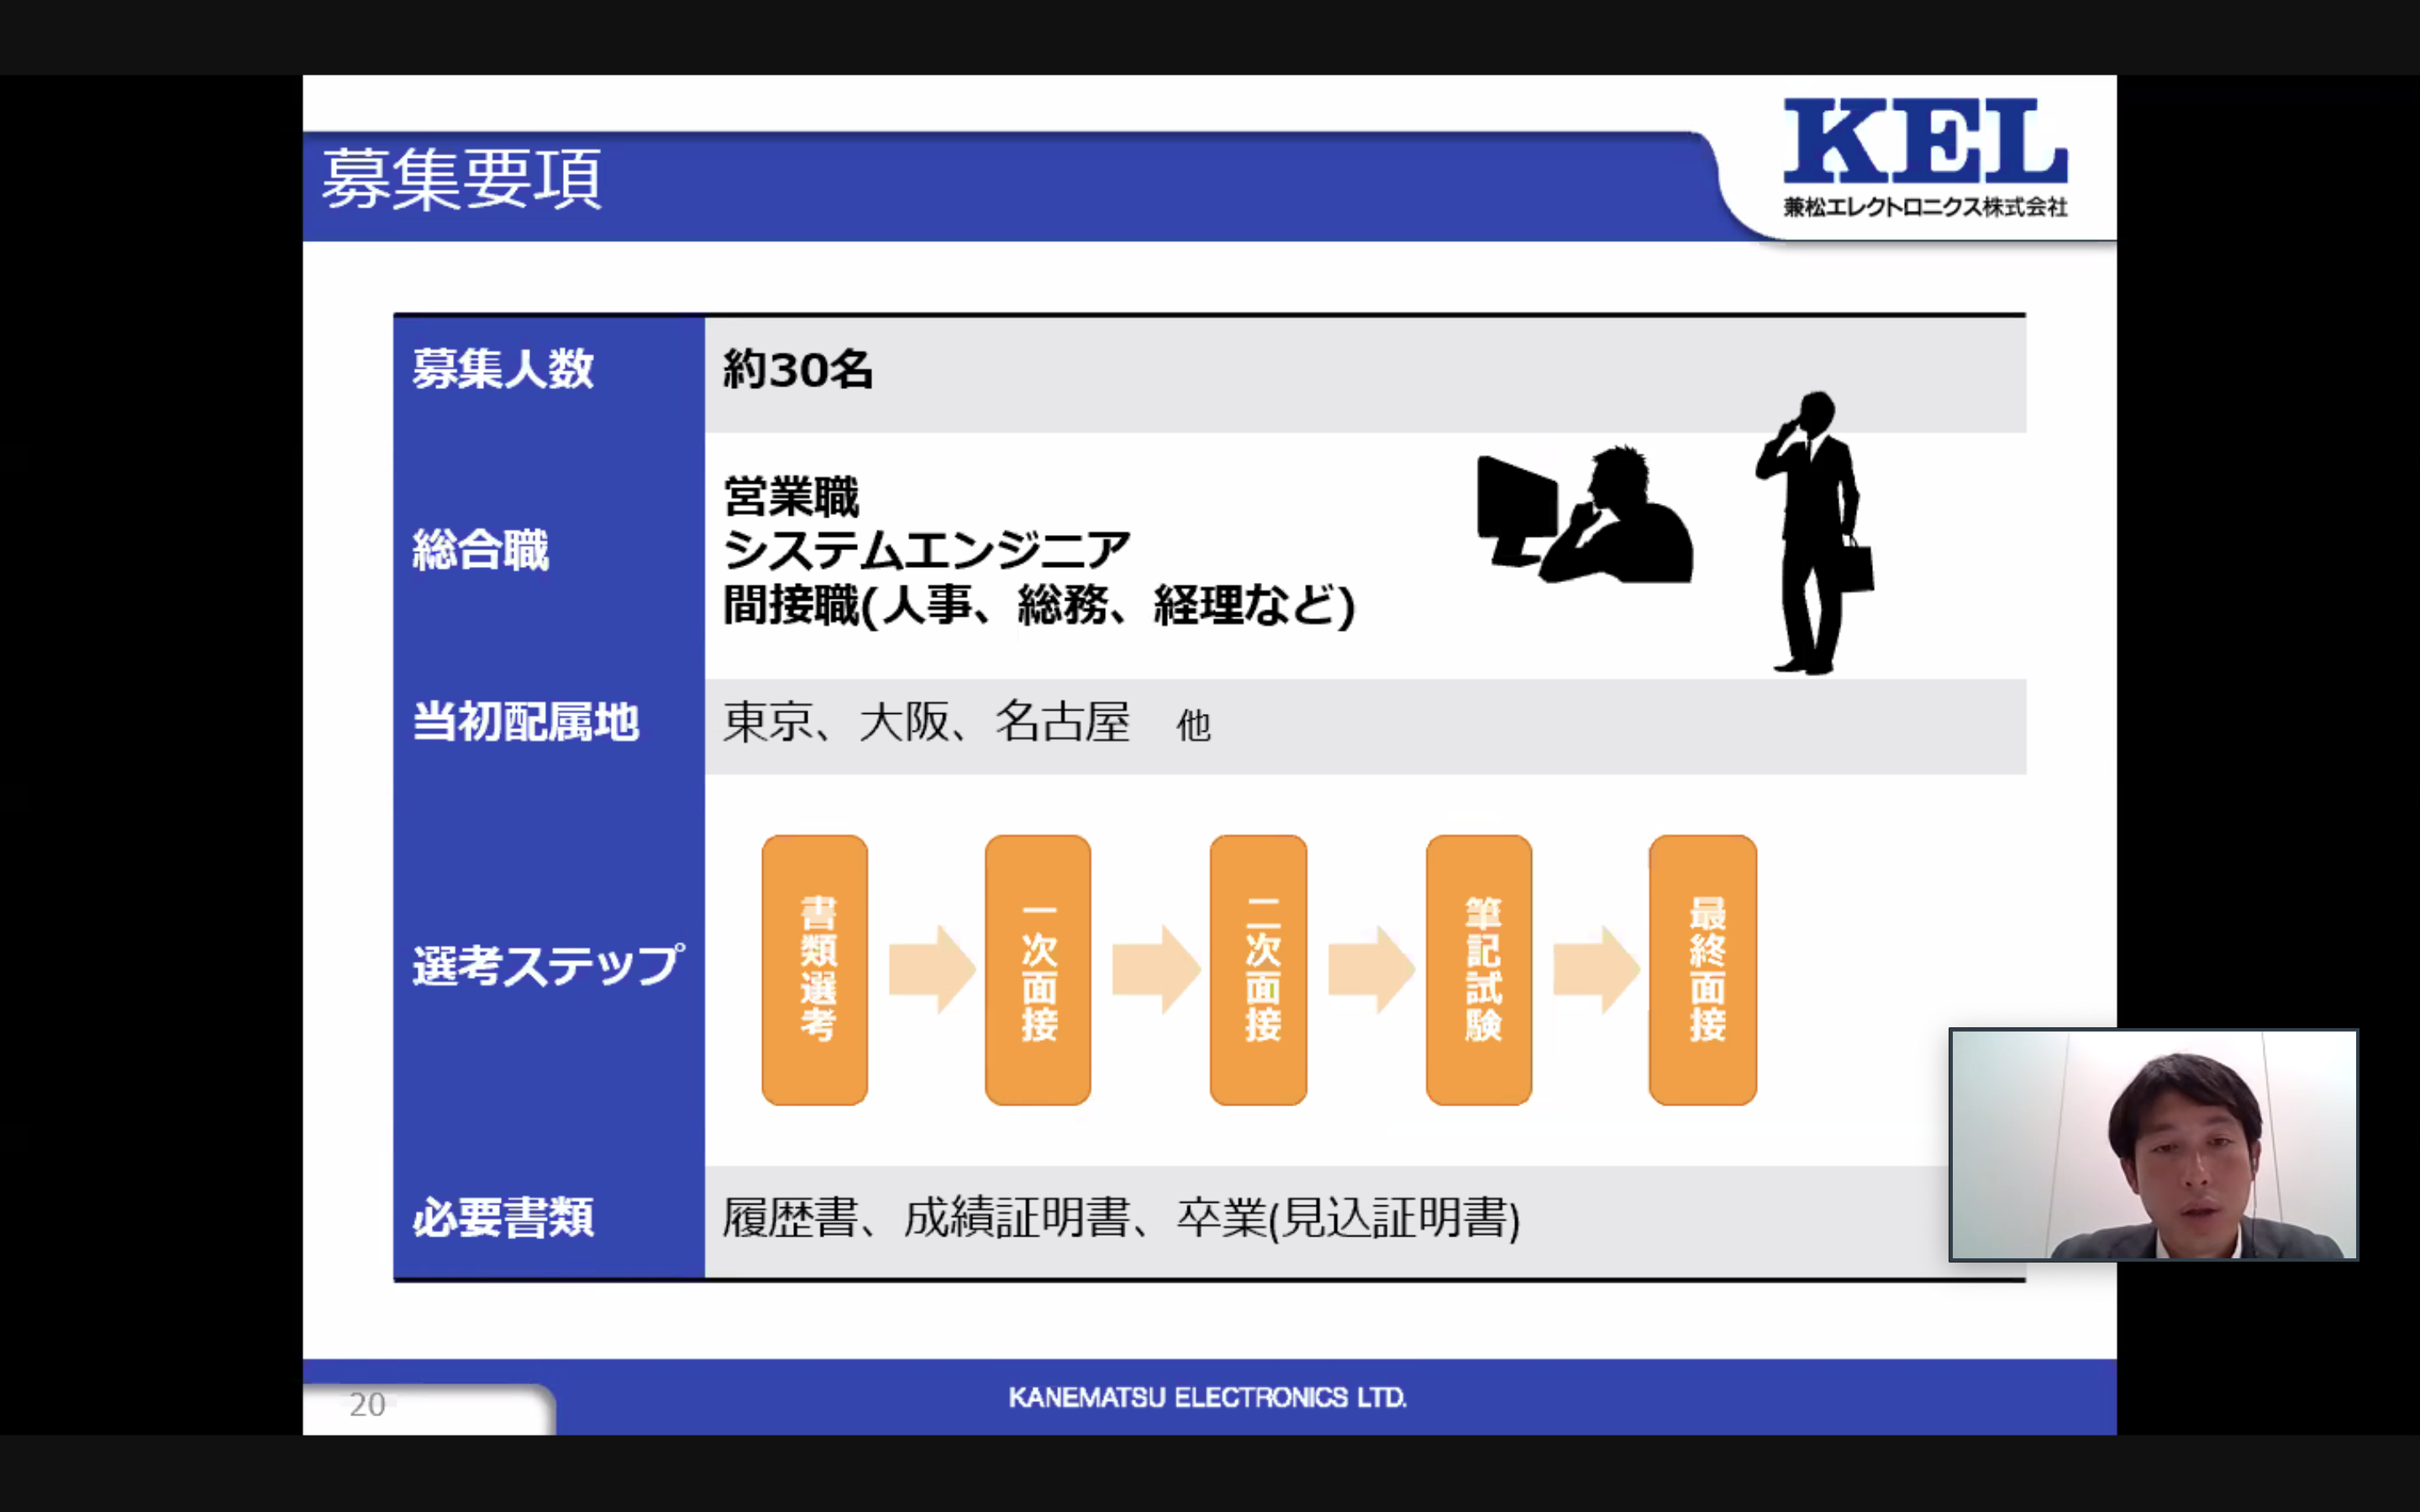 募集要項
KEL
兼松エレクトロニクス株式会社
募集人数
約30名
総合職
営業職
システムエンジニア
間接職(人事、総務、経理など)
当初配属地
東京、大阪、名古屋　他
選考ステップ
書類選考
一次面接
二次面接
筆記試験
最終面接
必要書類
履歴書、成績証明書、卒業(見込証明書)
20
KANEMATSU ELECTRONICS LTD.